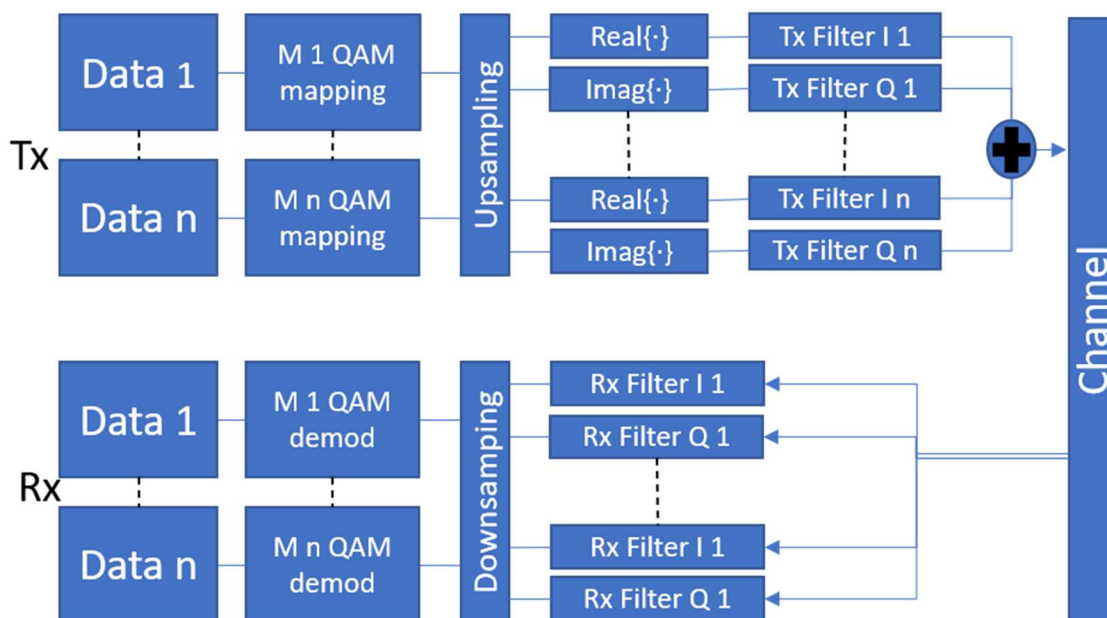 Tx
Data 1
M 1 QAM
mapping
Data n
M n QAM
mapping
Upsampling
Real{·}
Tx Filter I 1
Imag{·}
Tx Filter Q 1
Real{·}
Tx Filter I n
Imag{·}
Tx Filter Q n
Channel
Rx
Data 1
M 1 QAM
demod
Data n
M n QAM
demod
Downsamping
Rx Filter I 1
Rx Filter Q 1
Rx Filter I 1
Rx Filter Q 1